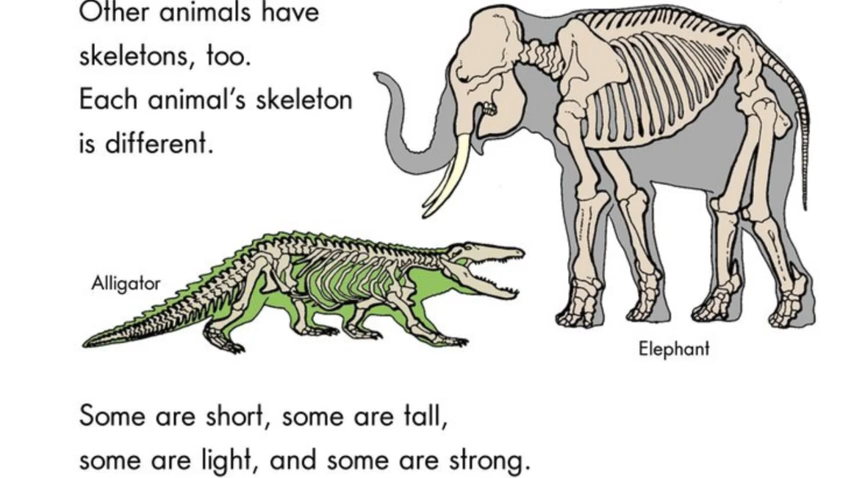 Other animals have
skeletons, too.
Each animal's skeleton
is different.
Alligator
Elephant
Some are short, some are tall,
some are light, and some are strong.